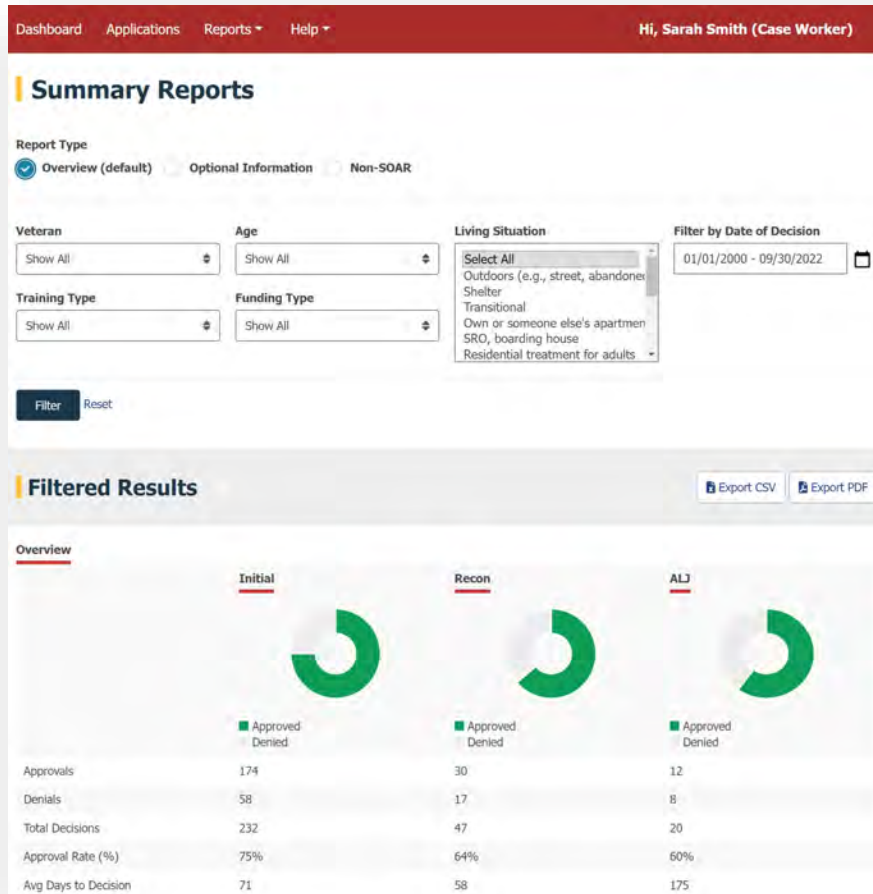 Dashboard Applications Reports Help Hi, Sarah Smith (Case Worker)
Summary Reports
Report Type
Overview (default) Optional Information Non-SOAR
Veteran Age Living Situation Filter by Date of Decision
Show All Show All Select All 01/01/2000 - 09/30/2022
Outdoors (e.g., street, abandoned
Shelter
Training Type Funding Type Transitional
Show All Show All Own or someone else's apartmen
SRO, boarding house
Residential treatment for adults
Filter Reset
Filtered Results Export CSV Export PDF
Overview
Initial Recon ALJ
Approved Approved Approved
Denied Denied Denied
Approvals 174 30 12
Denials 58 17 8
Total Decisions 232 47 20
Approval Rate (%) 75% 64% 60%
Avg Days to Decision 71 58 175